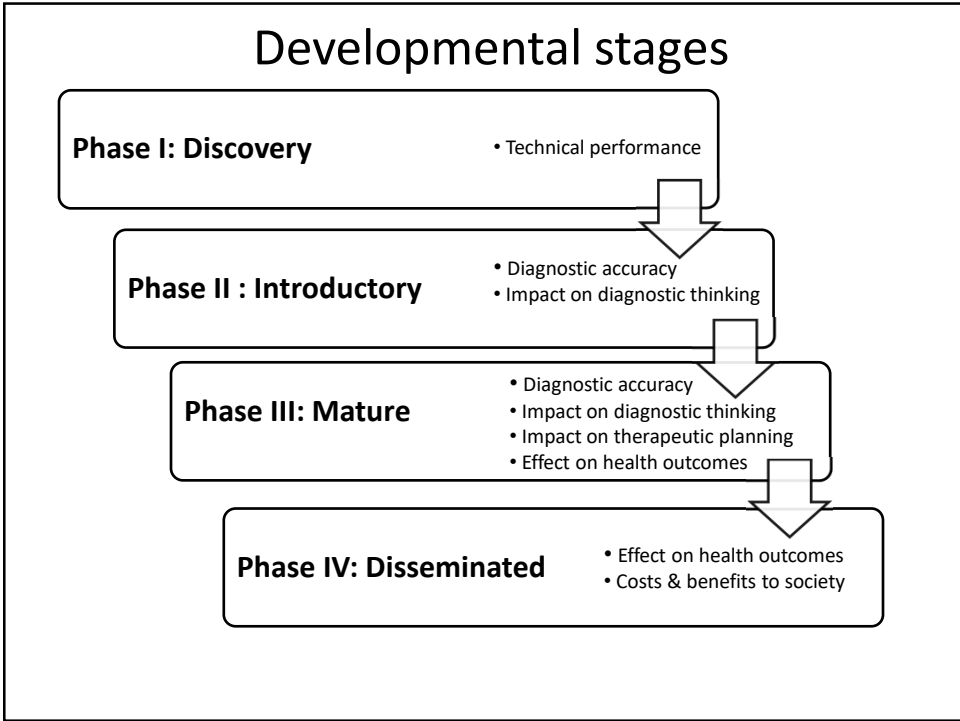 Developmental stages
Phase I: Discovery
• Technical performance
Phase II : Introductory
• Diagnostic accuracy
• Impact on diagnostic thinking
Phase III: Mature
• Diagnostic accuracy
• Impact on diagnostic thinking
• Impact on therapeutic planning
• Effect on health outcomes
Phase IV: Disseminated
• Effect on health outcomes
• Costs & benefits to society